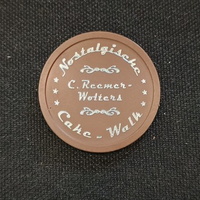 Nostalgische
C. Reemer-
Wolters
Cake - Walk